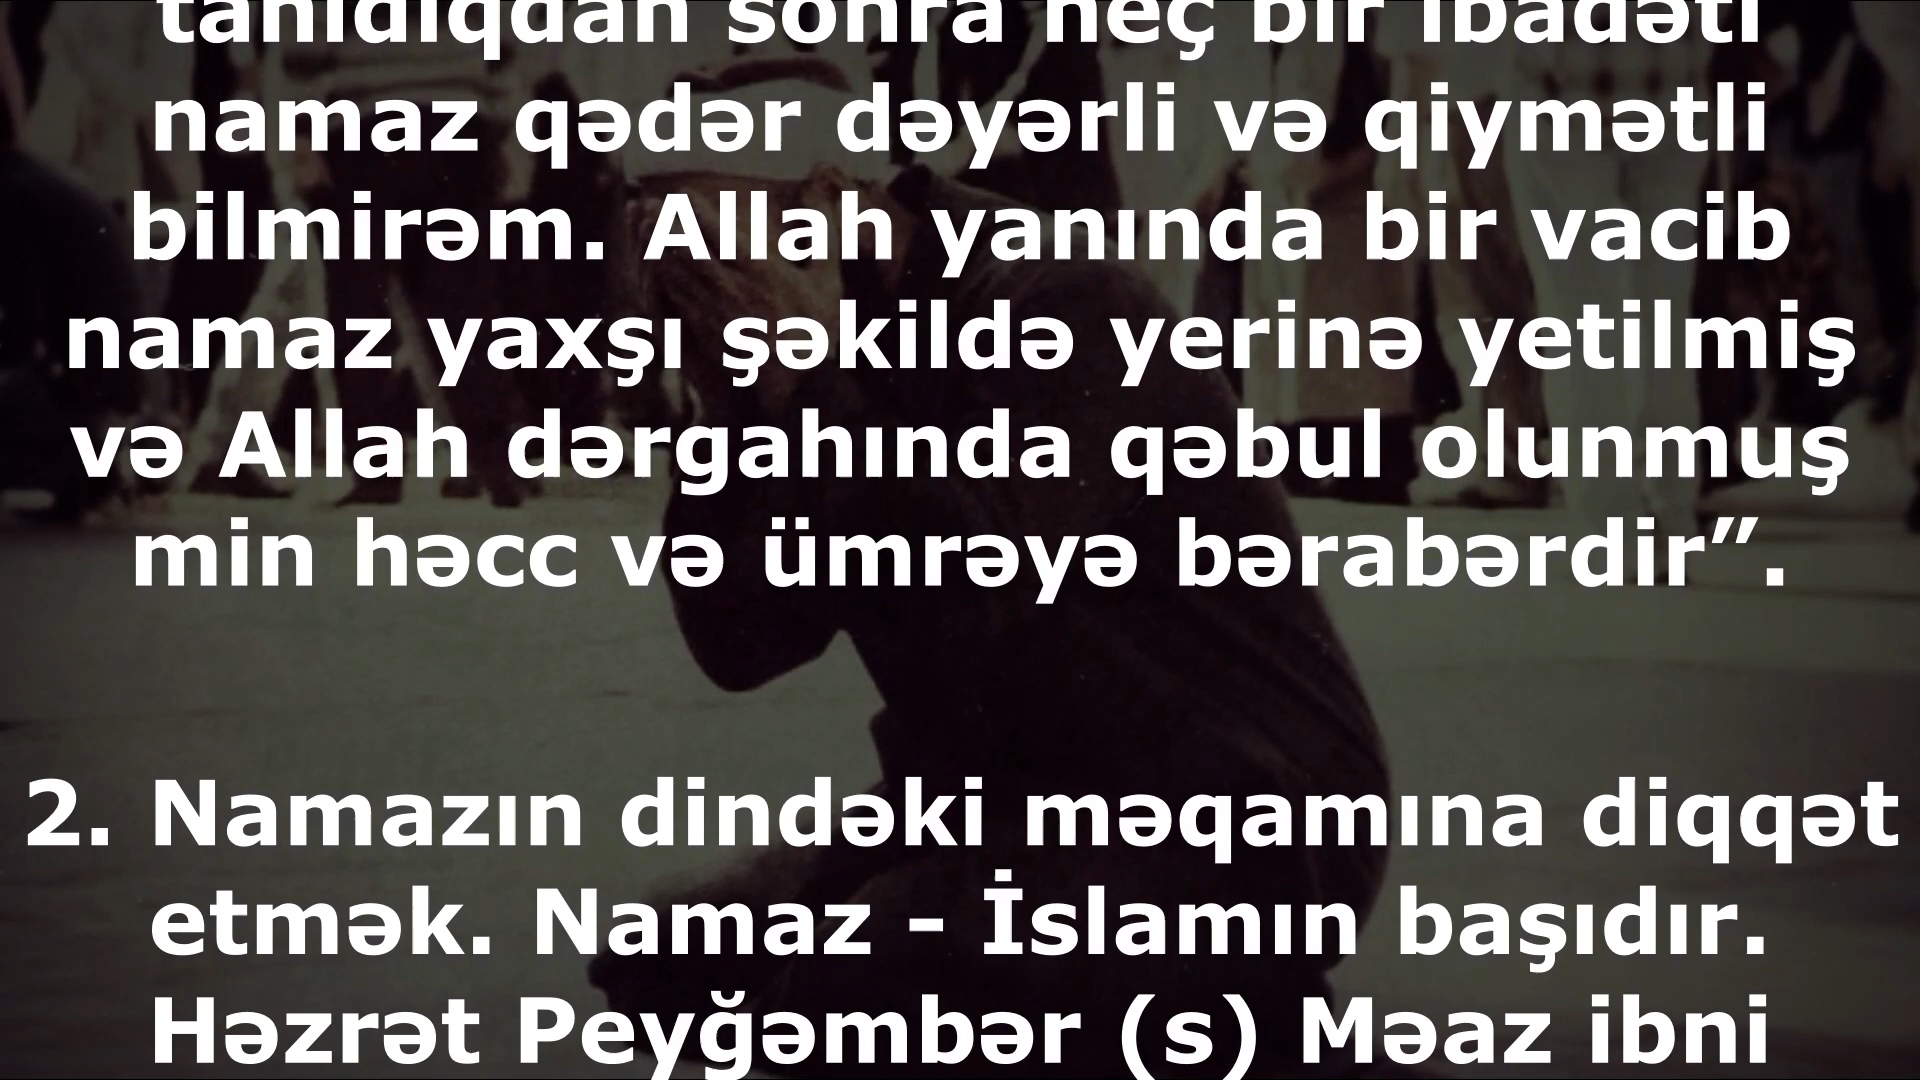 tanıdıqdan sonra heç bir ibadəti
namaz qədər dəyərli və qiymətli
bilmirəm. Allah yanında bir vacib
namaz yaxşı şəkildə yerinə yetilmiş
və Allah dərgahında qəbul olunmuş
min həcc və ümrəyə bərabərdir”.
2. Namazın dindəki məqamına diqqət
etmək. Namaz - İslamın başıdır.
Həzrət Peyğəmbər (s) Məaz ibni